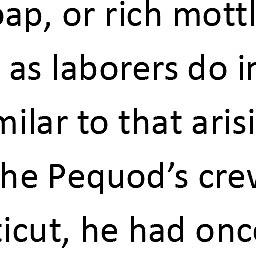 oap, or rich mottl
as laborers do in
milar to that arisi
he Pequod’s crew
ticut, he had once